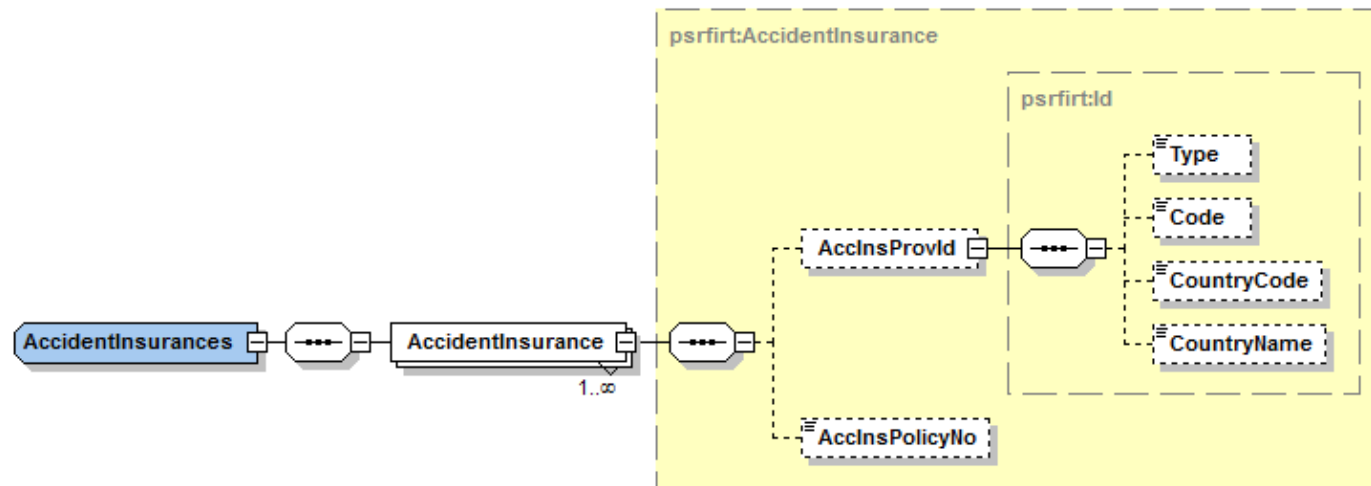 psrfirt:AccidentInsurance
psrfirt:Id
Type
Code
AccInsProvId
CountryCode
CountryName
AccidentInsurances
AccidentInsurance
1..∞
AccInsPolicyNo